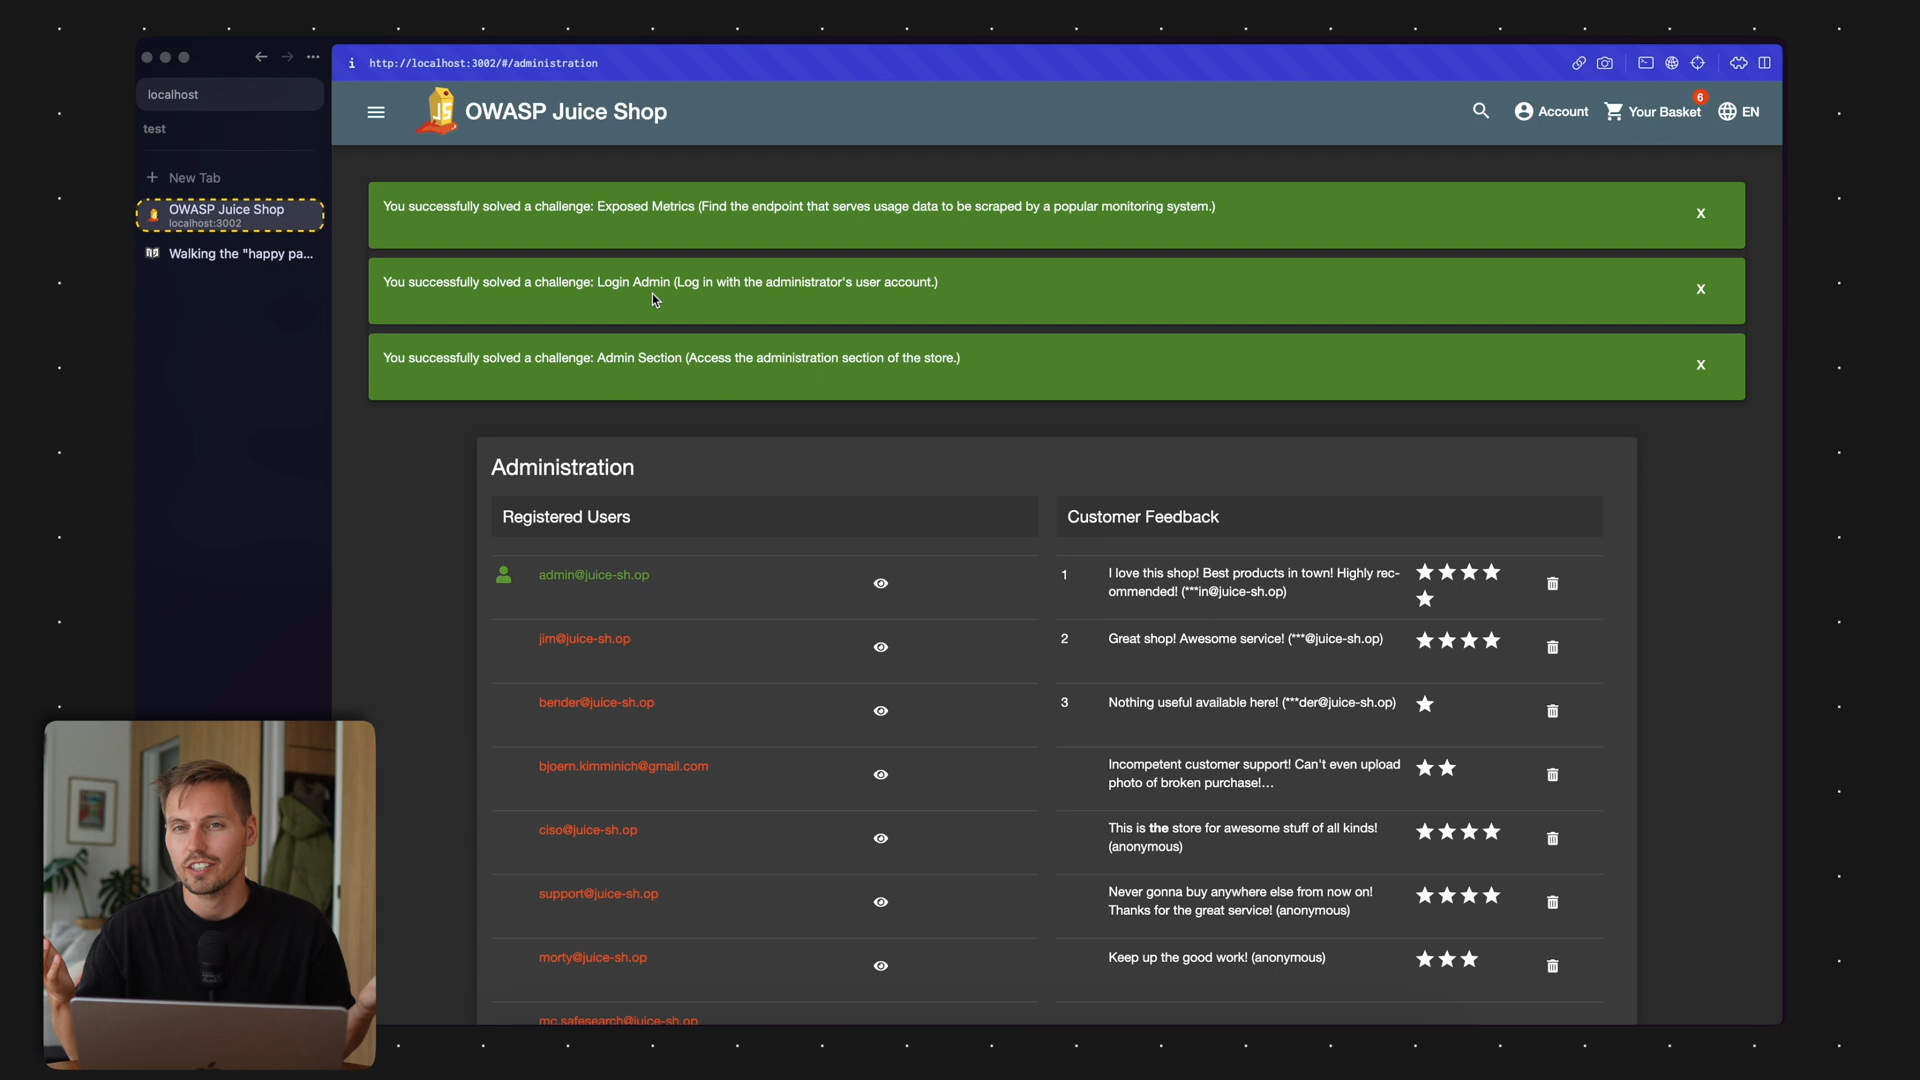 localhost
test
New Tab
OWASP Juice Shop
localhost:3002
Walking the "happy pa...
i http://localhost:3002/#/administration
JS OWASP Juice Shop
Account
6
Your Basket
EN
You successfully solved a challenge: Exposed Metrics (Find the endpoint that serves usage data to be scraped by a popular monitoring system.)
X
You successfully solved a challenge: Login Admin (Log in with the administrator's user account.)
X
You successfully solved a challenge: Admin Section (Access the administration section of the store.)
X
Administration
Registered Users
admin@juice-sh.op
jim@juice-sh.op
bender@juice-sh.op
bjoern.kimminich@gmail.com
ciso@juice-sh.op
support@juice-sh.op
morty@juice-sh.op
mc.safesearch@juice-sh.op
Customer Feedback
1 I love this shop! Best products in town! Highly rec-
ommended! (***in@juice-sh.op)
2 Great shop! Awesome service! (***@juice-sh.op)
3 Nothing useful available here! (***der@juice-sh.op)
Incompetent customer support! Can't even upload
photo of broken purchase!...
This is the store for awesome stuff of all kinds!
(anonymous)
Never gonna buy anywhere else from now on!
Thanks for the great service! (anonymous)
Keep up the good work! (anonymous)